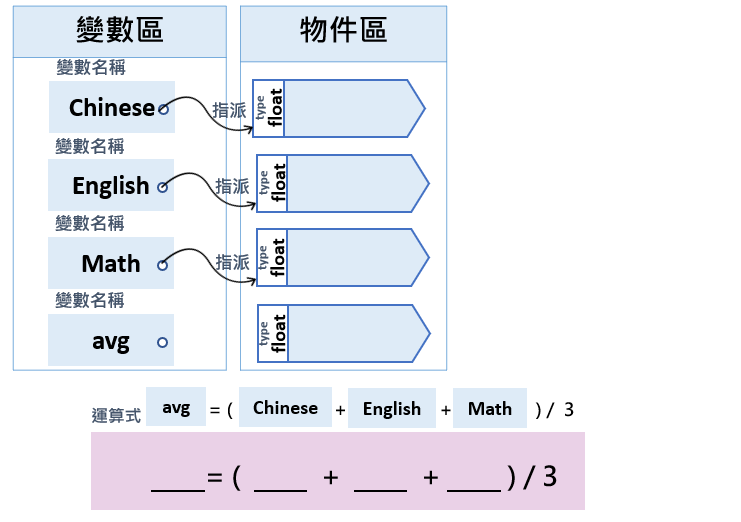 變數區
物件區
變數名稱
Chinese
指派
type
float
變數名稱
English
指派
type
float
變數名稱
Math
指派
type
float
變數名稱
avg
type
float
運算式 avg = ( Chinese + English + Math ) / 3
____ = ( ____ + ____ + ____ ) / 3